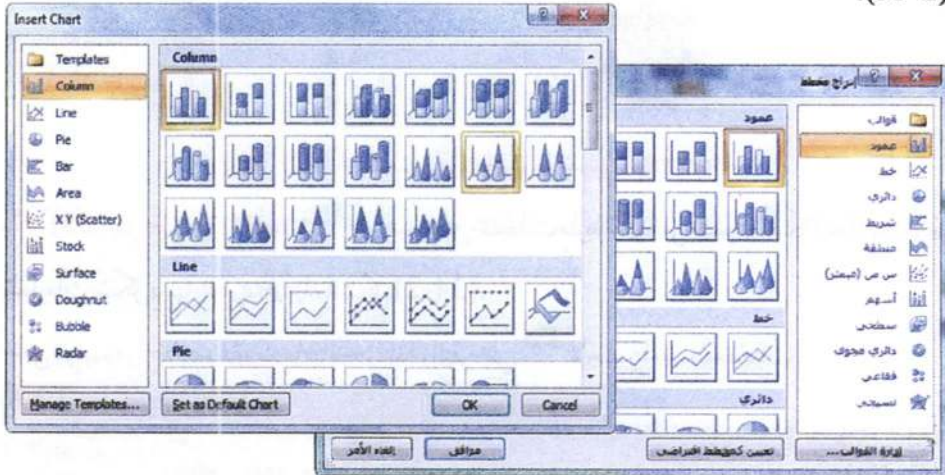 Insert Chart
Templates
Column
Line
Pie
Bar
Area
X Y (Scatter)
Stock
Surface
Doughnut
Bubble
Radar
Column
Line
Pie
Manage Templates...
Set as Default Chart
OK
Cancel
إدراج مخطط
قوالب
عمود
خط
دائري
شريط
منطقة
س ص (مبعثر)
أسهم
سطحي
دائري مجوف
فقاعي
نسيجي
عمود
خط
دائري
إدارة القوالب...
تعيين كمخطط افتراضي
موافق
إلغاء الأمر